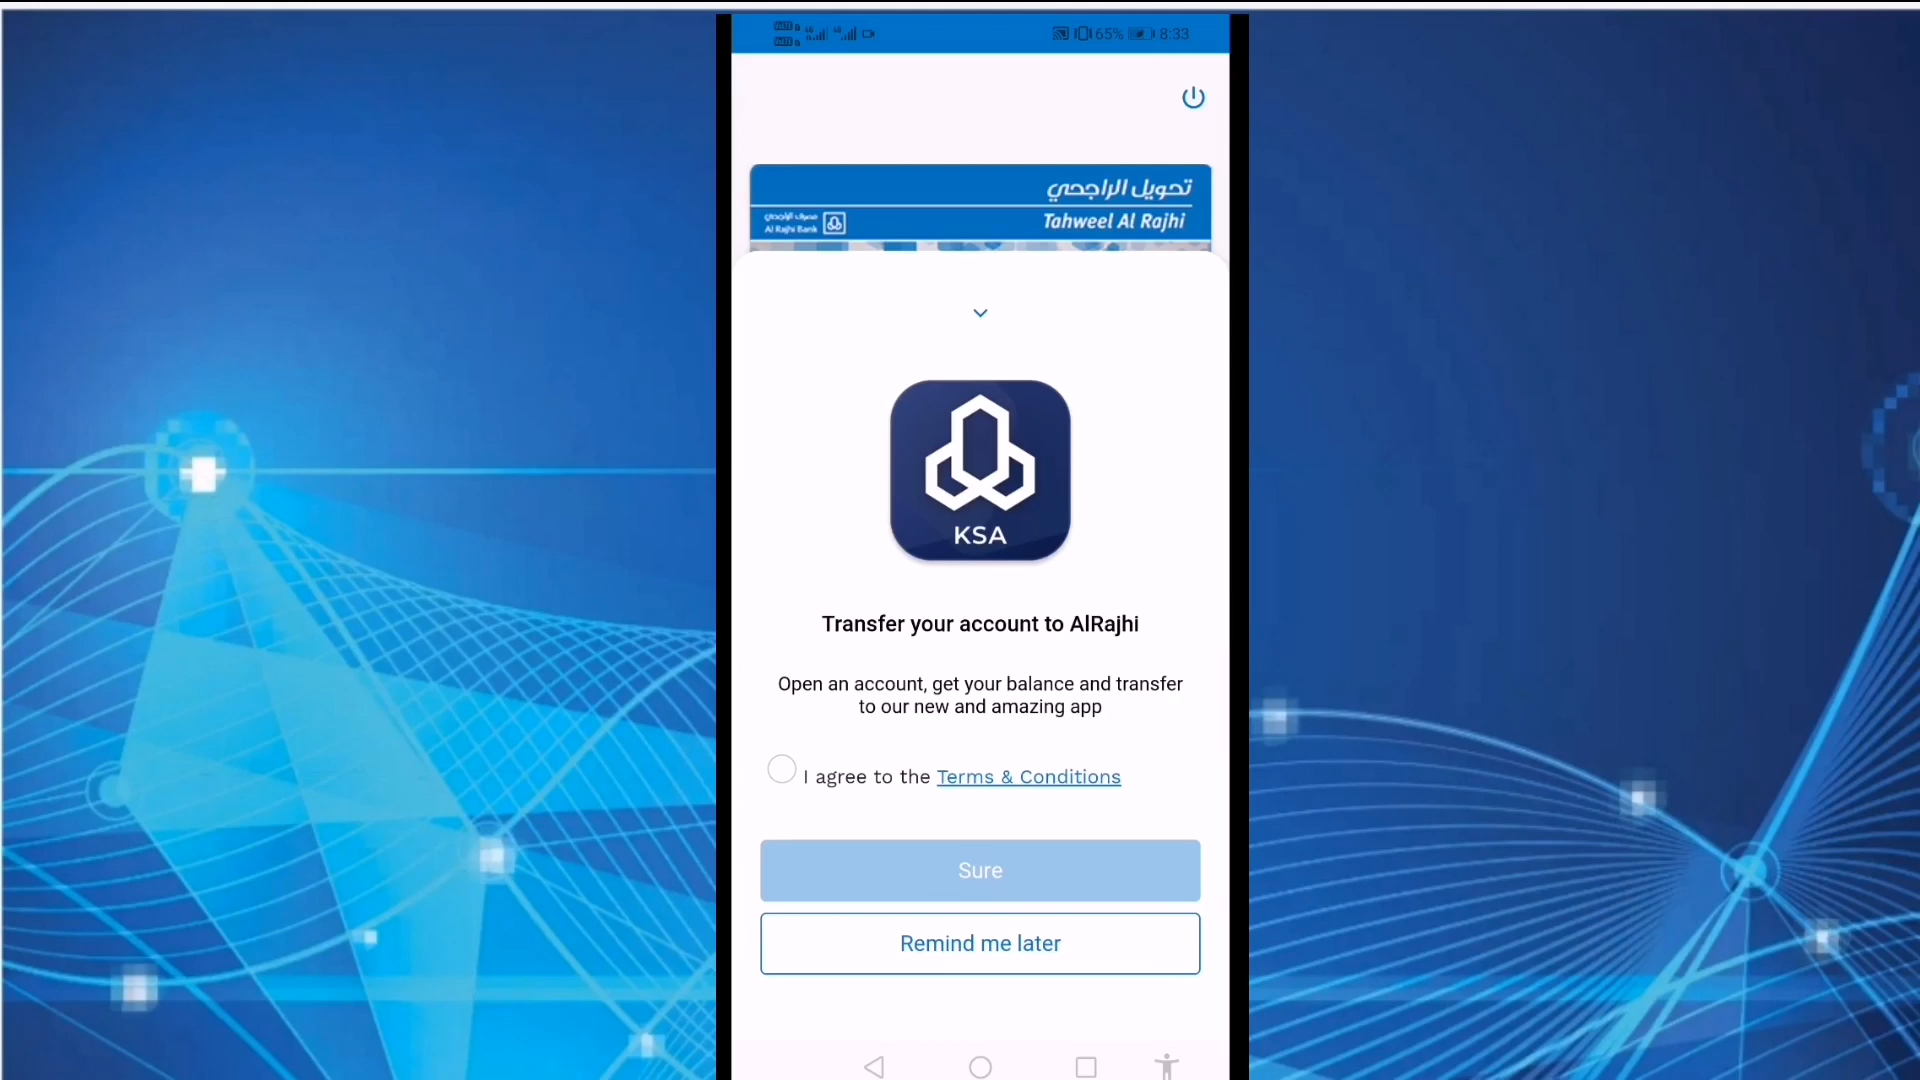 65% 8:33
تحويل الراجحي
Tahweel Al Rajhi
مصرف الراجحي
Al Rajhi Bank
KSA
Transfer your account to AlRajhi
Open an account, get your balance and transfer
to our new and amazing app
I agree to the Terms & Conditions
Sure
Remind me later